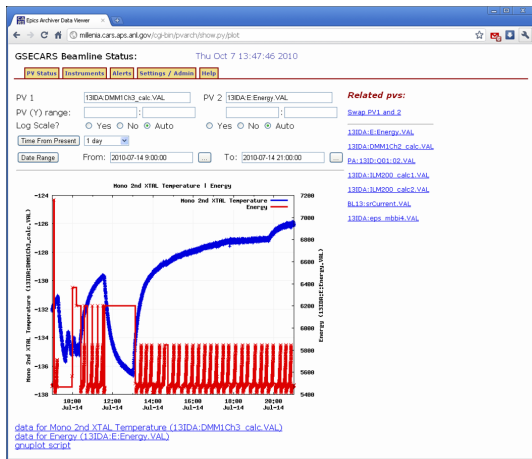 Epics Archiver Data Viewer
millenia.cars.aps.anl.gov/cgi-bin/pvarch/show.py/plot
GSECARS Beamline Status: Thu Oct 7 13:47:46 2010
PV Status Instruments Alerts Settings / Admin Help
PV 1 13IDA:DMM1Ch3_calc.VAL PV 2 13IDA:E:Energy.VAL
PV (Y) range: : :
Log Scale? Yes No Auto Yes No Auto
Time From Present 1 day
Date Range From: 2010-07-14 9:00:00 ... To: 2010-07-14 21:00:00 ...
Related pvs:
Swap PV1 and 2
13IDA:E:Energy.VAL
13IDA:DMM1Ch2_calc.VAL
PA:13ID:Q01:02.VAL
13IDA:ILM200_calc1.VAL
13IDA:ILM200_calc2.VAL
BL13:srCurrent.VAL
13IDA:eps_mbbi4.VAL
Mono 2nd XTAL Temperature | Energy
Mono 2nd XTAL Temperature
Energy
Mono 2nd XTAL Temperature (13IDA:DMM1Ch3_calc.VAL)
-124
-126
-128
-130
-132
-134
-136
-138
7200
7000
6800
6600
6400
6200
6000
5800
5600
5400
Energy (13IDA:E:Energy.VAL)
10:00 12:00 14:00 16:00 18:00 20:00
Jul-14 Jul-14 Jul-14 Jul-14 Jul-14 Jul-14
data for Mono 2nd XTAL Temperature (13IDA:DMM1Ch3_calc.VAL)
data for Energy (13IDA:E:Energy.VAL)
gnuplot script